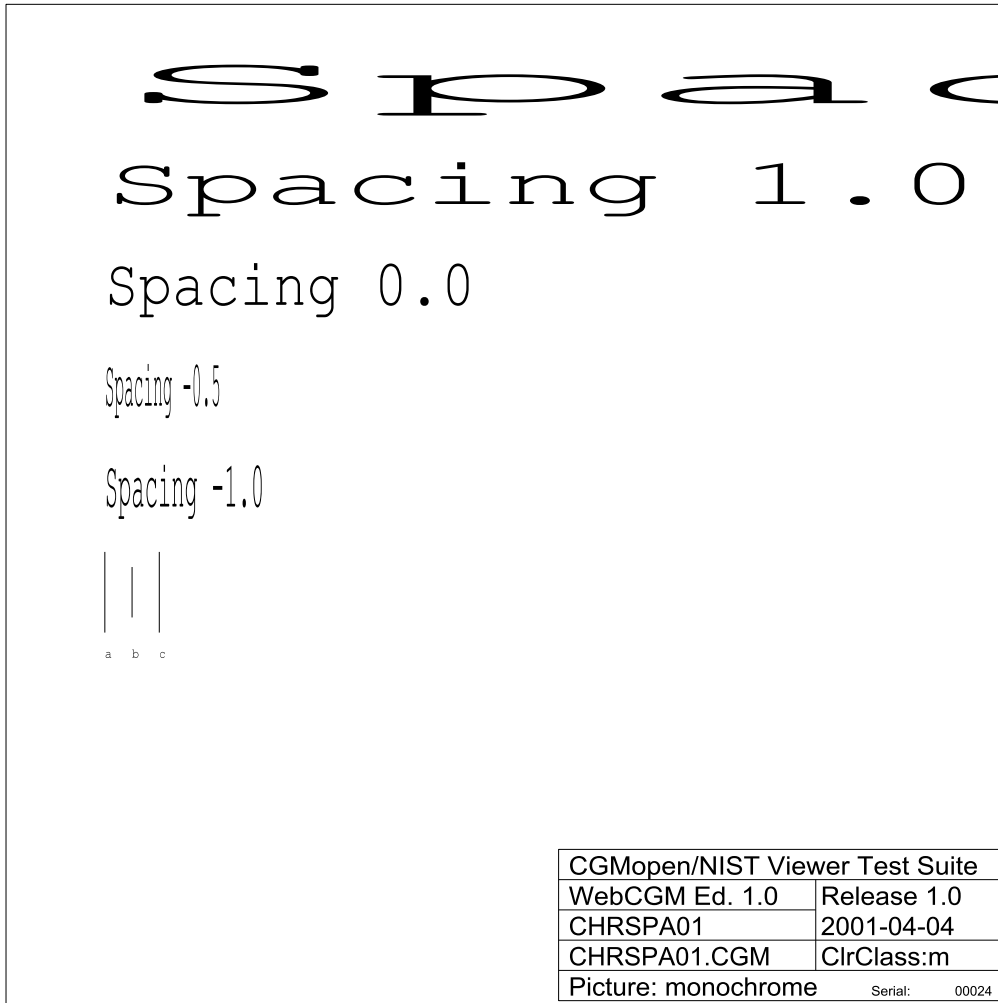 Spac
Spacing 1.0
Spacing 0.0
Spacing -0.5
Spacing -1.0
a b c
CGMopen/NIST Viewer Test Suite
WebCGM Ed. 1.0 Release 1.0
CHRSPA01 2001-04-04
CHRSPA01.CGM ClrClass:m
Picture: monochrome Serial: 00024